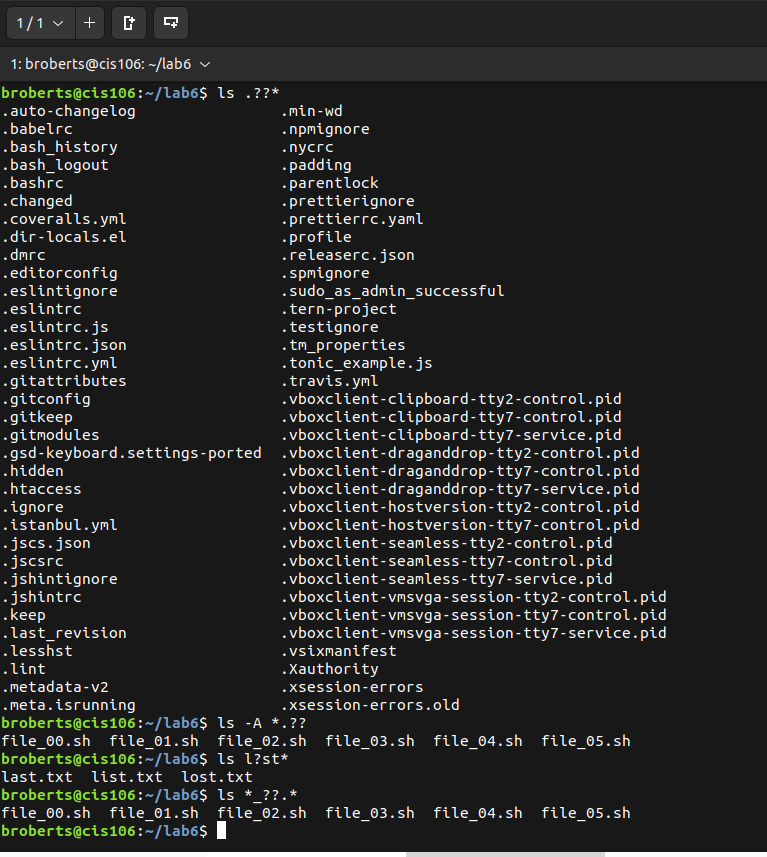 1 / 1
1: broberts@cis106: ~/lab6
broberts@cis106:~/lab6$ ls .??*
.auto-changelog .min-wd
.babelrc .npmignore
.bash_history .nycrc
.bash_logout .padding
.bashrc .parentlock
.changed .prettierignore
.coveralls.yml .prettierrc.yaml
.dir-locals.el .profile
.dmrc .releaserc.json
.editorconfig .spmignore
.eslintignore .sudo_as_admin_successful
.eslintrc .tern-project
.eslintrc.js .testignore
.eslintrc.json .tm_properties
.eslintrc.yml .tonic_example.js
.gitattributes .travis.yml
.gitconfig .vboxclient-clipboard-tty2-control.pid
.gitkeep .vboxclient-clipboard-tty7-control.pid
.gitmodules .vboxclient-clipboard-tty7-service.pid
.gsd-keyboard.settings-ported .vboxclient-draganddrop-tty2-control.pid
.hidden .vboxclient-draganddrop-tty7-control.pid
.htaccess .vboxclient-draganddrop-tty7-service.pid
.ignore .vboxclient-hostversion-tty2-control.pid
.istanbul.yml .vboxclient-hostversion-tty7-control.pid
.jscs.json .vboxclient-seamless-tty2-control.pid
.jscsrc .vboxclient-seamless-tty7-control.pid
.jshintignore .vboxclient-seamless-tty7-service.pid
.jshintrc .vboxclient-vmsvga-session-tty2-control.pid
.keep .vboxclient-vmsvga-session-tty7-control.pid
.last_revision .vboxclient-vmsvga-session-tty7-service.pid
.lesshst .vsixmanifest
.lint .Xauthority
.metadata-v2 .xsession-errors
.meta.isrunning .xsession-errors.old
broberts@cis106:~/lab6$ ls -A *.??
file_00.sh file_01.sh file_02.sh file_03.sh file_04.sh file_05.sh
broberts@cis106:~/lab6$ ls l?st*
last.txt list.txt lost.txt
broberts@cis106:~/lab6$ ls *_??.*
file_00.sh file_01.sh file_02.sh file_03.sh file_04.sh file_05.sh
broberts@cis106:~/lab6$